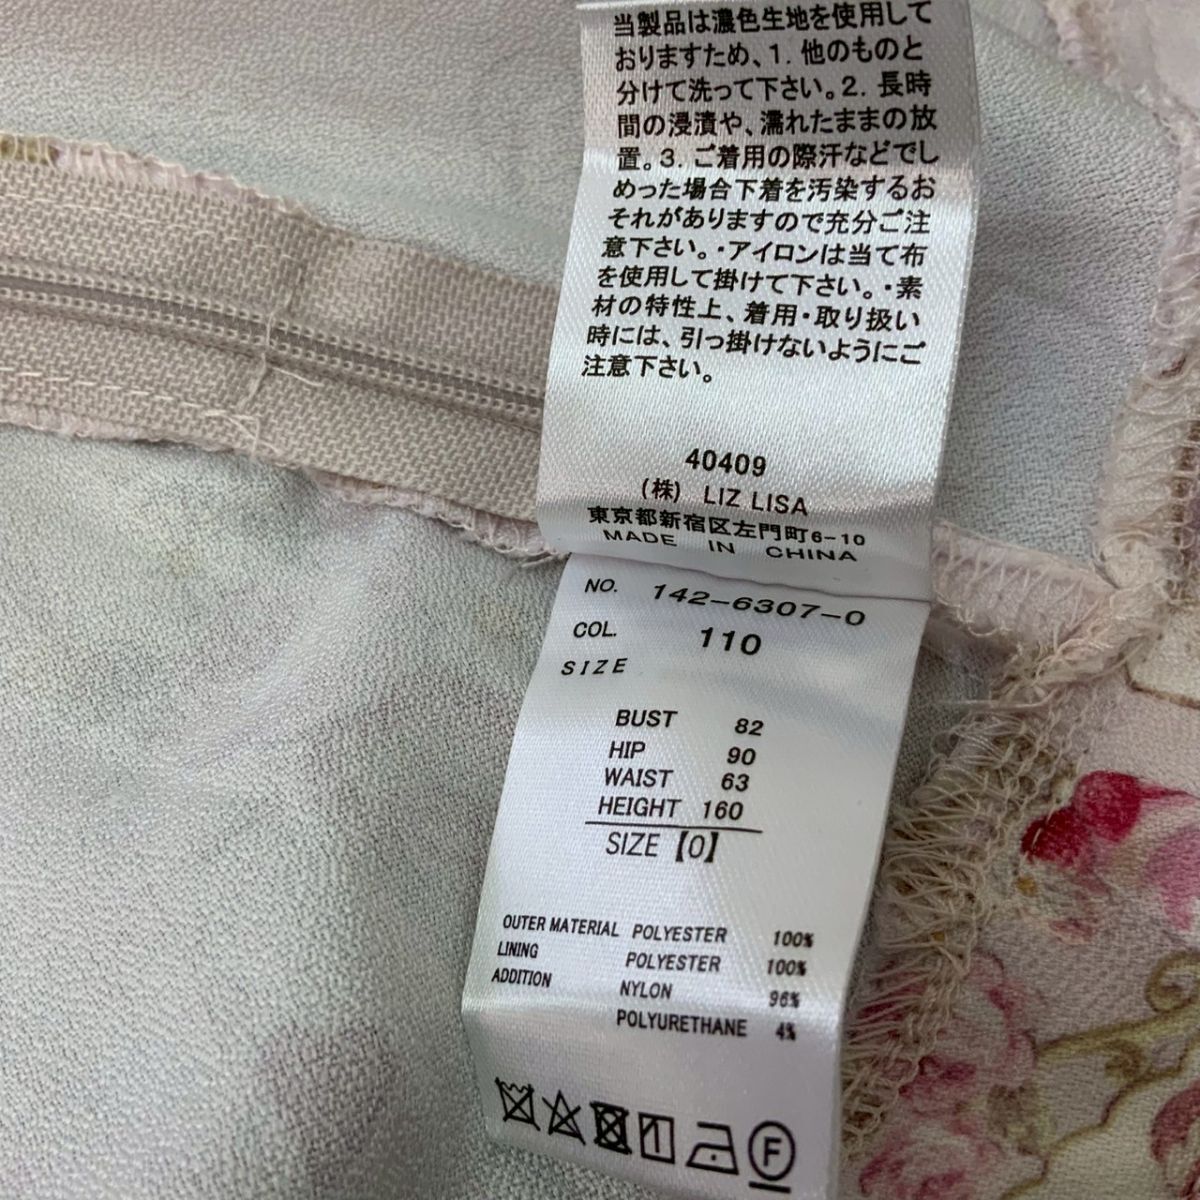 当製品は濃色生地を使用して
おりますため、1. 他のものと
分けて洗って下さい。2. 長時
間の浸漬や、濡れたままの放
置。3. ご着用の際汗などでし
めった場合下着を汚染するお
それがありますので充分ご注
意下さい。・アイロンは当て布
を使用して掛けて下さい。・素
材の特性上、着用・取り扱い
時には、引っ掛けないようにご
注意下さい。
40409
(株) LIZ LISA
東京都新宿区左門町6-10
MADE IN CHINA
NO. 142-6307-0
COL. 110
SIZE
BUST 82
HIP 90
WAIST 63
HEIGHT 160
SIZE【0】
OUTER MATERIAL POLYESTER 100%
LINING POLYESTER 100%
ADDITION NYLON 96%
POLYURETHANE 4%
F